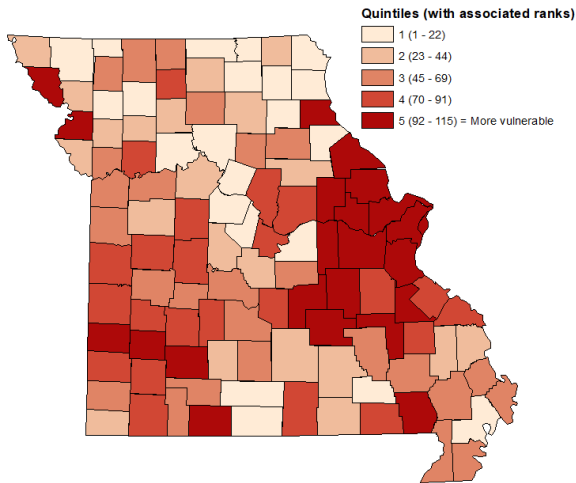 Quintiles (with associated ranks)
1 (1 - 22)
2 (23 - 44)
3 (45 - 69)
4 (70 - 91)
5 (92 - 115) = More vulnerable